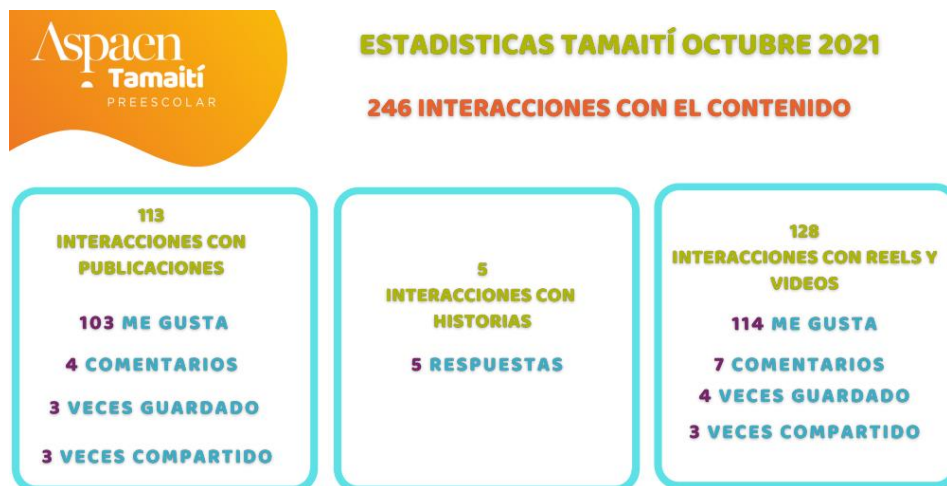 Aspaen
Tamaití
PREESCOLAR
ESTADISTICAS TAMAITÍ OCTUBRE 2021
246 INTERACCIONES CON EL CONTENIDO
113
INTERACCIONES CON
PUBLICACIONES
103 ME GUSTA
4 COMENTARIOS
3 VECES GUARDADO
3 VECES COMPARTIDO
5
INTERACCIONES CON
HISTORIAS
5 RESPUESTAS
128
INTERACCIONES CON REELS Y
VIDEOS
114 ME GUSTA
7 COMENTARIOS
4 VECES GUARDADO
3 VECES COMPARTIDO